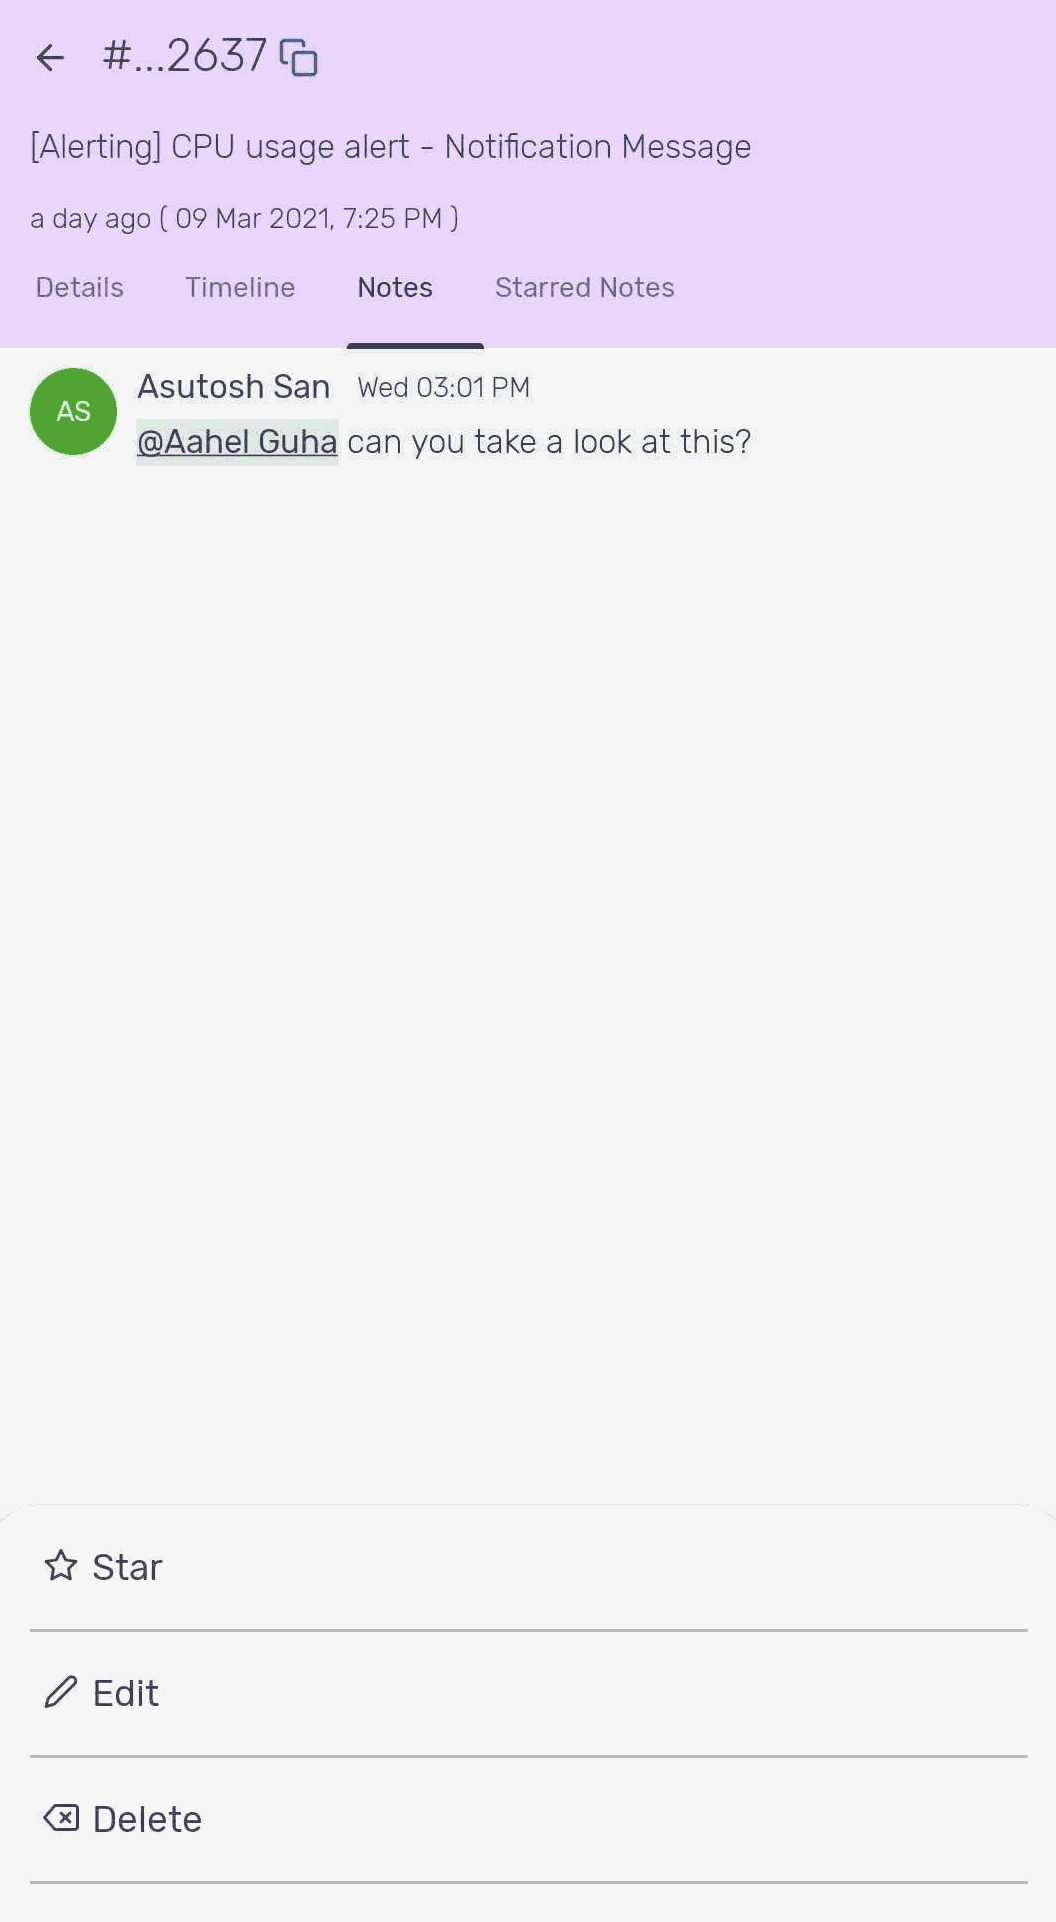 #...2637
[Alerting] CPU usage alert - Notification Message
a day ago ( 09 Mar 2021, 7:25 PM )
Details Timeline Notes Starred Notes
AS Asutosh San Wed 03:01 PM
@Aahel Guha can you take a look at this?
Star
Edit
Delete